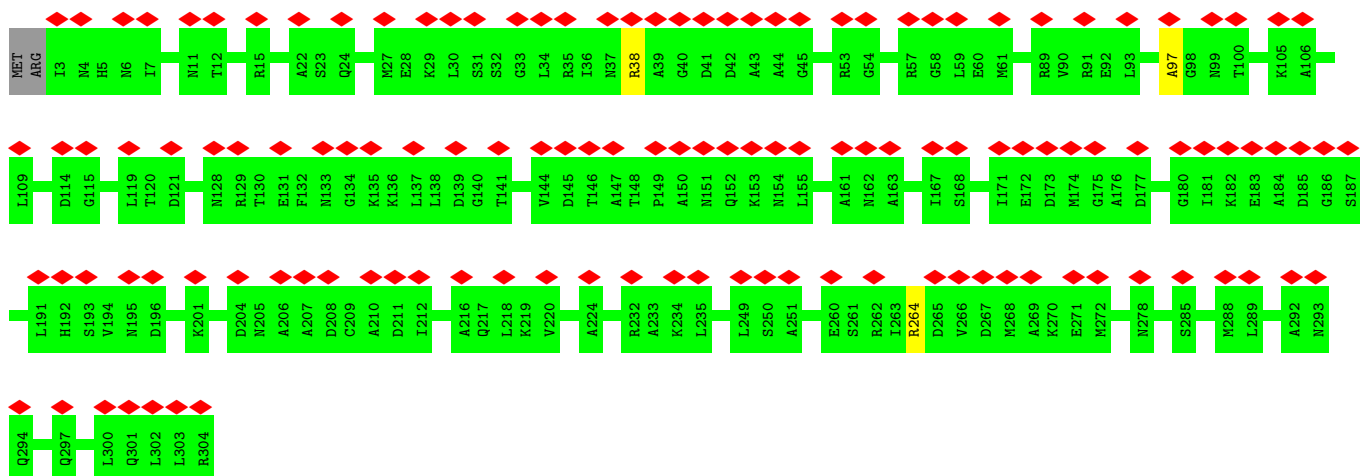 MET ARG I3 N4 H5 N6 I7 N11 T12 R15 A22 S23 Q24 M27 E28 K29 L30 S31 S32 G33 L34 R35 I36 N37 R38 A39 G40 D41 D42 A43 A44 G45 R53 G54 R57 G58 L59 E60 M61 R89 V90 R91 E92 L93 A97 G98 N99 T100 K105 A106
L109 D114 G115 L119 T120 D121 N128 R129 T130 E131 F132 N133 G134 K135 K136 L137 L138 D139 G140 T141 V144 D145 T146 A147 T148 P149 A150 N151 Q152 K153 N154 L155 A161 N162 A163 I167 S168 I171 E172 D173 M174 G175 A176 D177 G180 I181 K182 E183 A184 D185 G186 S187
L191 H192 S193 V194 N195 D196 K201 D204 N205 A206 A207 D208 C209 A210 D211 I212 A216 Q217 L218 K219 V220 A224 R232 A233 K234 L235 L249 S250 A251 E260 S261 R262 I263 R264 D265 V266 D267 M268 A269 K270 E271 M272 N278 S285 M288 L289 A292 N293
Q294 Q297 L300 Q301 L302 L303 R304